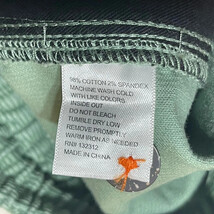 98% COTTON 2% SPANDEX
MACHINE WASH COLD
WITH LIKE COLORS
INSIDE OUT
DO NOT BLEACH
TUMBLE DRY LOW
REMOVE PROMPTLY
WARM IRON AS NEEDED
RN# 132312
MADE IN CHINA